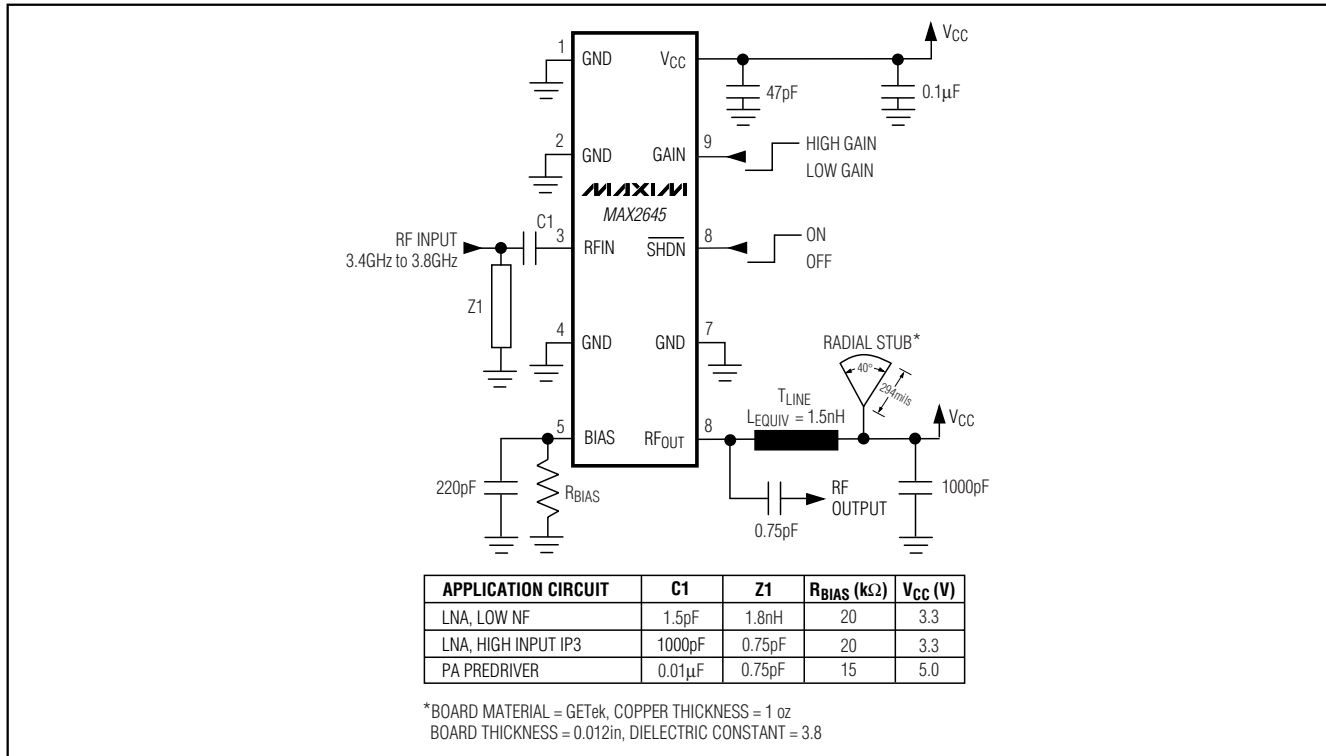 VCC
1
GND
VCC
47pF
0.1µF
2
GND
GAIN
9
HIGH GAIN
LOW GAIN
MAXIM
MAX2645
C1
RF INPUT
3.4GHz to 3.8GHz
3
RFIN
SHDN
8
ON
OFF
Z1
4
GND
GND
7
RADIAL STUB*
40°
294mils
TLINE
LEQUIV = 1.5nH
VCC
5
BIAS
RFOUT
8
220pF
RBIAS
RF
OUTPUT
0.75pF
1000pF
APPLICATION CIRCUIT C1 Z1 RBIAS (kΩ) VCC (V)
LNA, LOW NF 1.5pF 1.8nH 20 3.3
LNA, HIGH INPUT IP3 1000pF 0.75pF 20 3.3
PA PREDRIVER 0.01µF 0.75pF 15 5.0
*BOARD MATERIAL = GETek, COPPER THICKNESS = 1 oz
BOARD THICKNESS = 0.012in, DIELECTRIC CONSTANT = 3.8